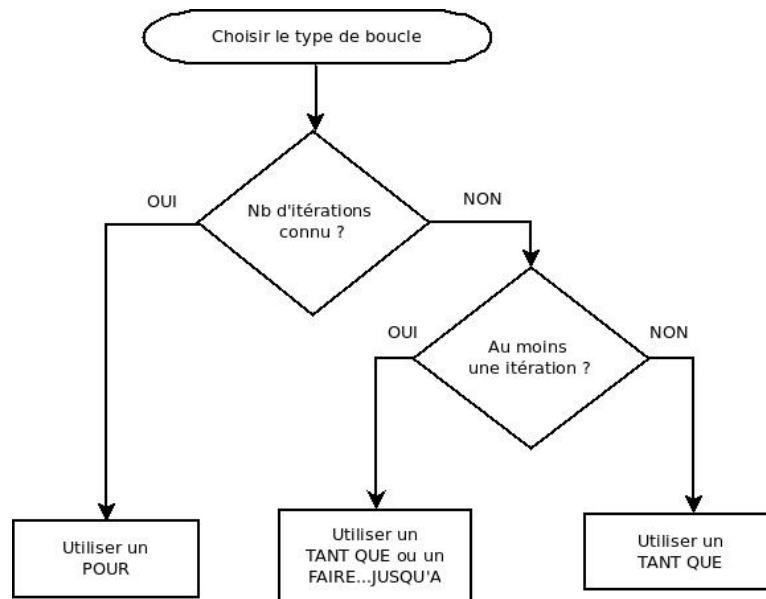 Choisir le type de boucle
OUI
NON
Nb d'itérations
connu ?
OUI
NON
Au moins
une itération ?
Utiliser un
POUR
Utiliser un
TANT QUE ou un
FAIRE...JUSQU'A
Utiliser un
TANT QUE